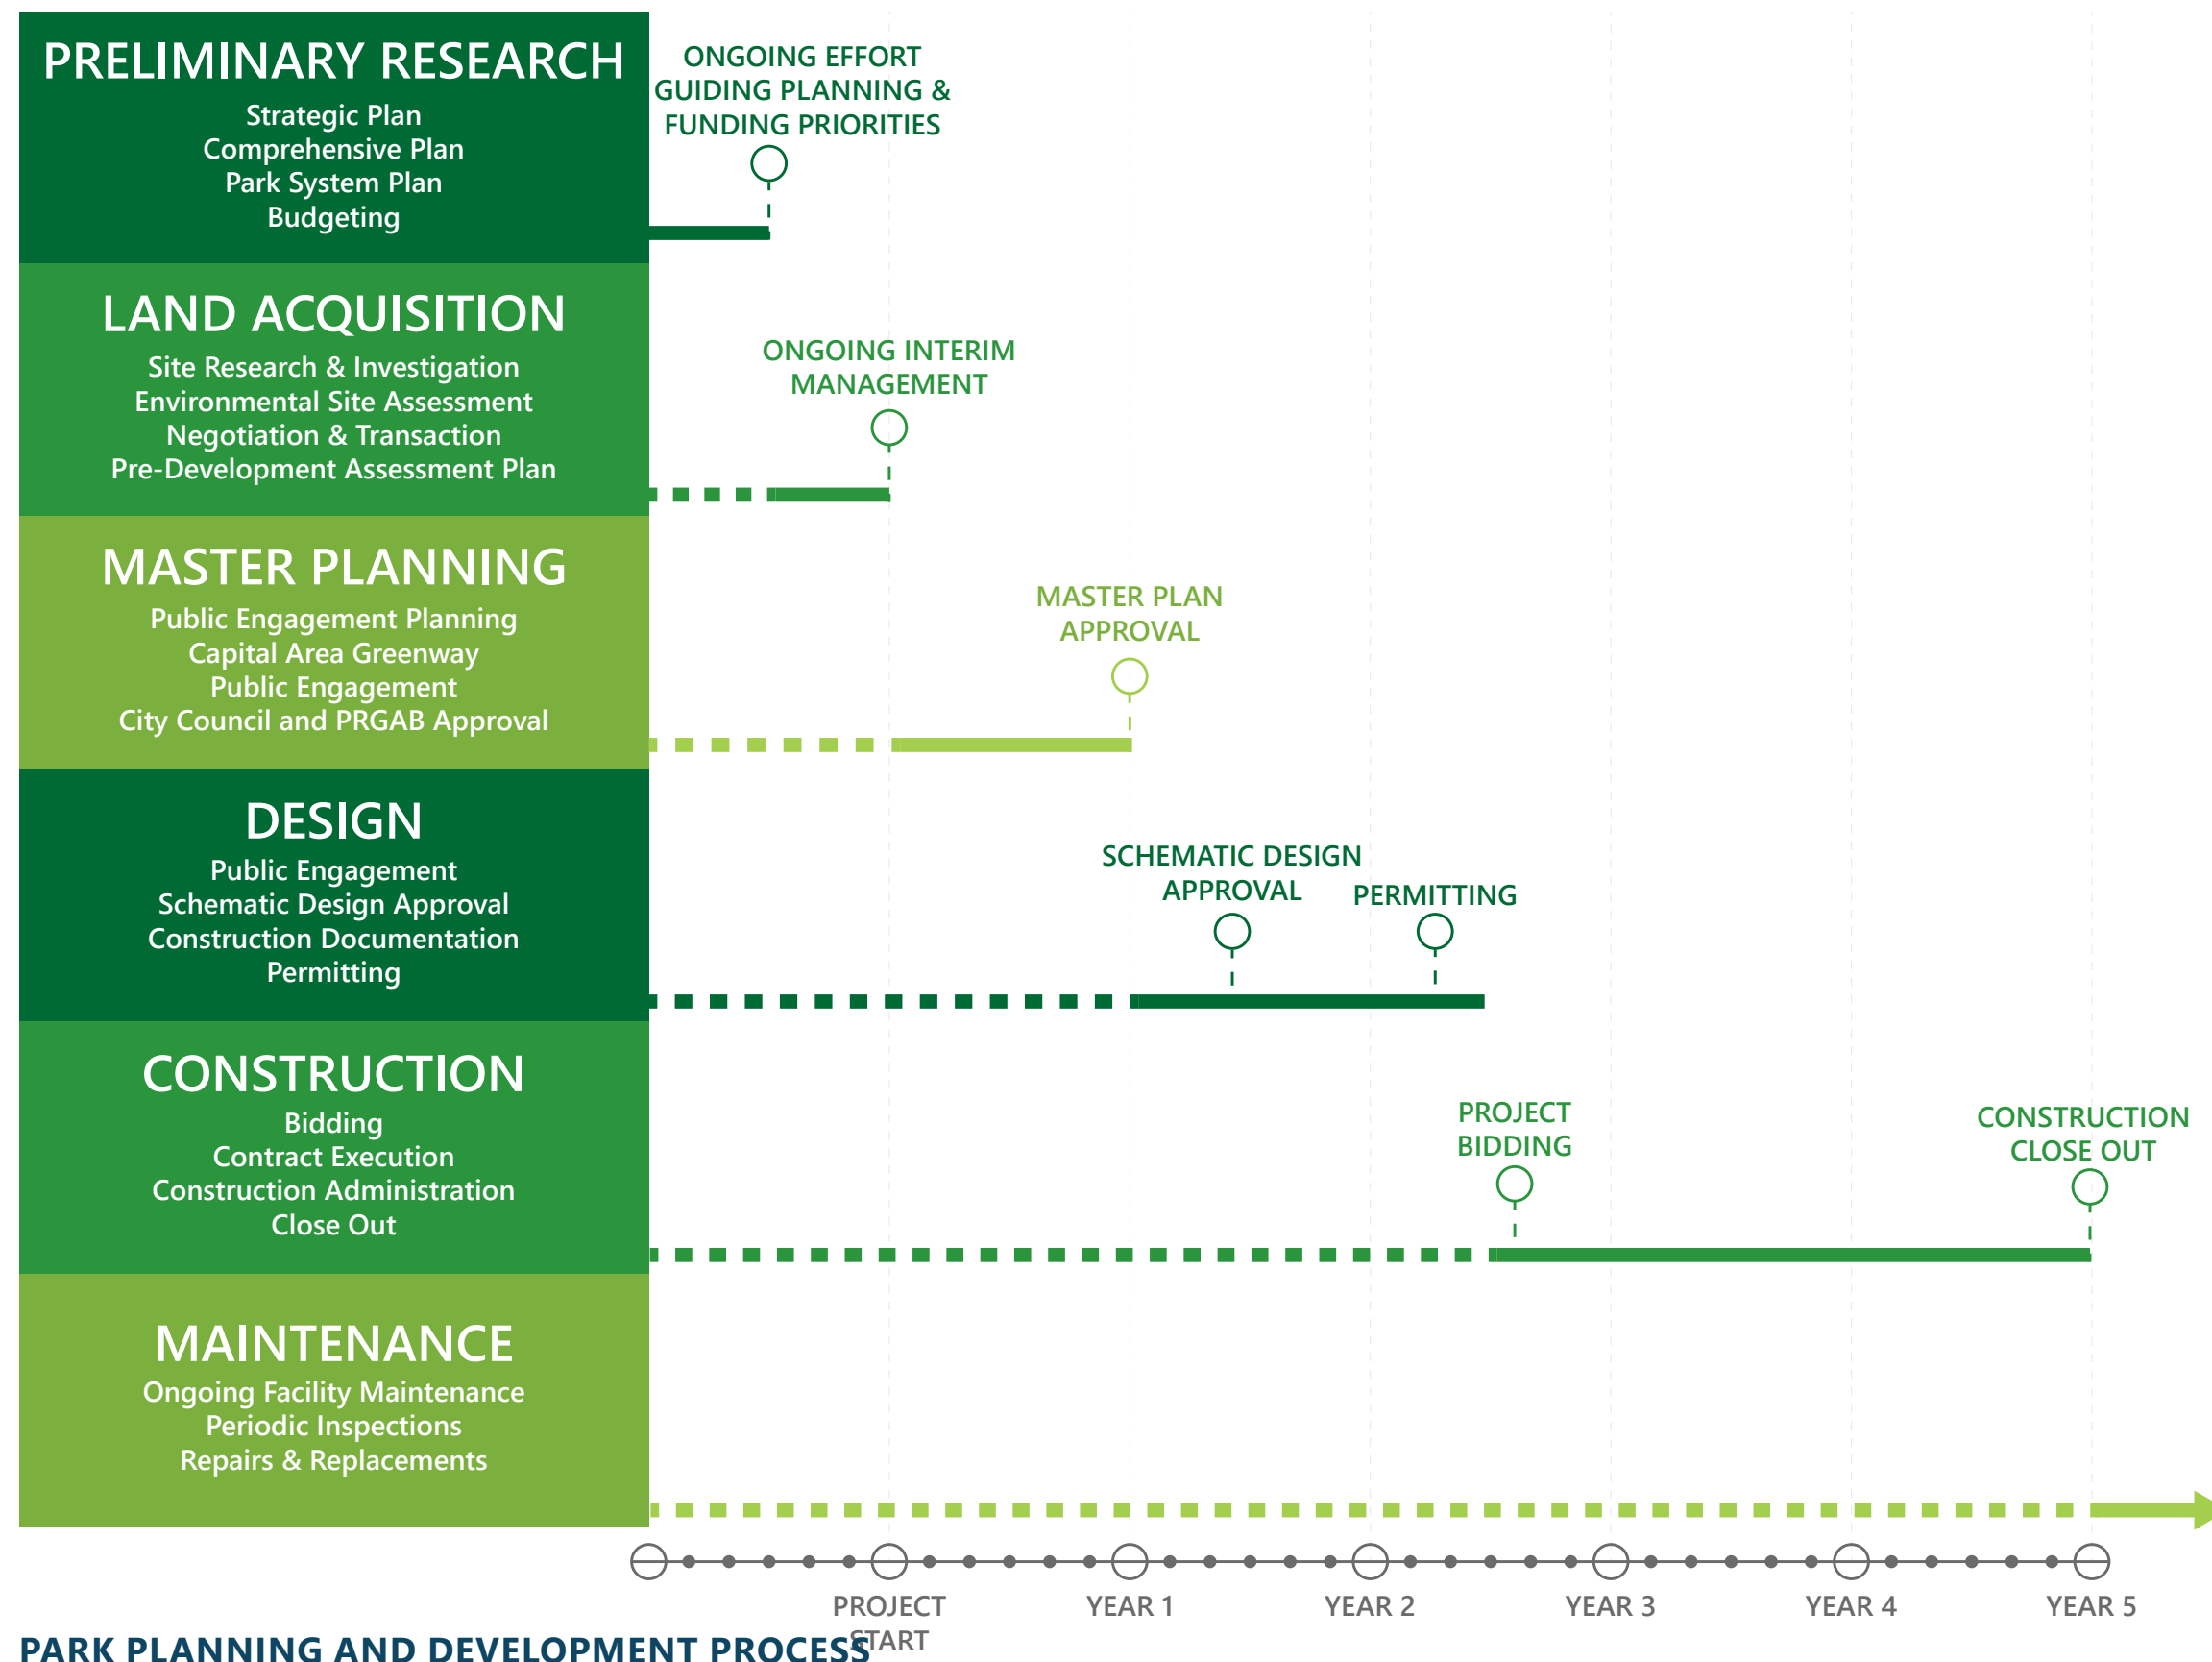 PRELIMINARY RESEARCH
Strategic Plan
Comprehensive Plan
Park System Plan
Budgeting
ONGOING EFFORT
GUIDING PLANNING &
FUNDING PRIORITIES
LAND ACQUISITION
Site Research & Investigation
Environmental Site Assessment
Negotiation & Transaction
Pre-Development Assessment Plan
ONGOING INTERIM
MANAGEMENT
MASTER PLANNING
Public Engagement Planning
Capital Area Greenway
Public Engagement
City Council and PRGAB Approval
MASTER PLAN
APPROVAL
DESIGN
Public Engagement
Schematic Design Approval
Construction Documentation
Permitting
SCHEMATIC DESIGN
APPROVAL
PERMITTING
CONSTRUCTION
Bidding
Contract Execution
Construction Administration
Close Out
PROJECT
BIDDING
CONSTRUCTION
CLOSE OUT
MAINTENANCE
Ongoing Facility Maintenance
Periodic Inspections
Repairs & Replacements
PROJECT
START
YEAR 1
YEAR 2
YEAR 3
YEAR 4
YEAR 5
PARK PLANNING AND DEVELOPMENT PROCESS